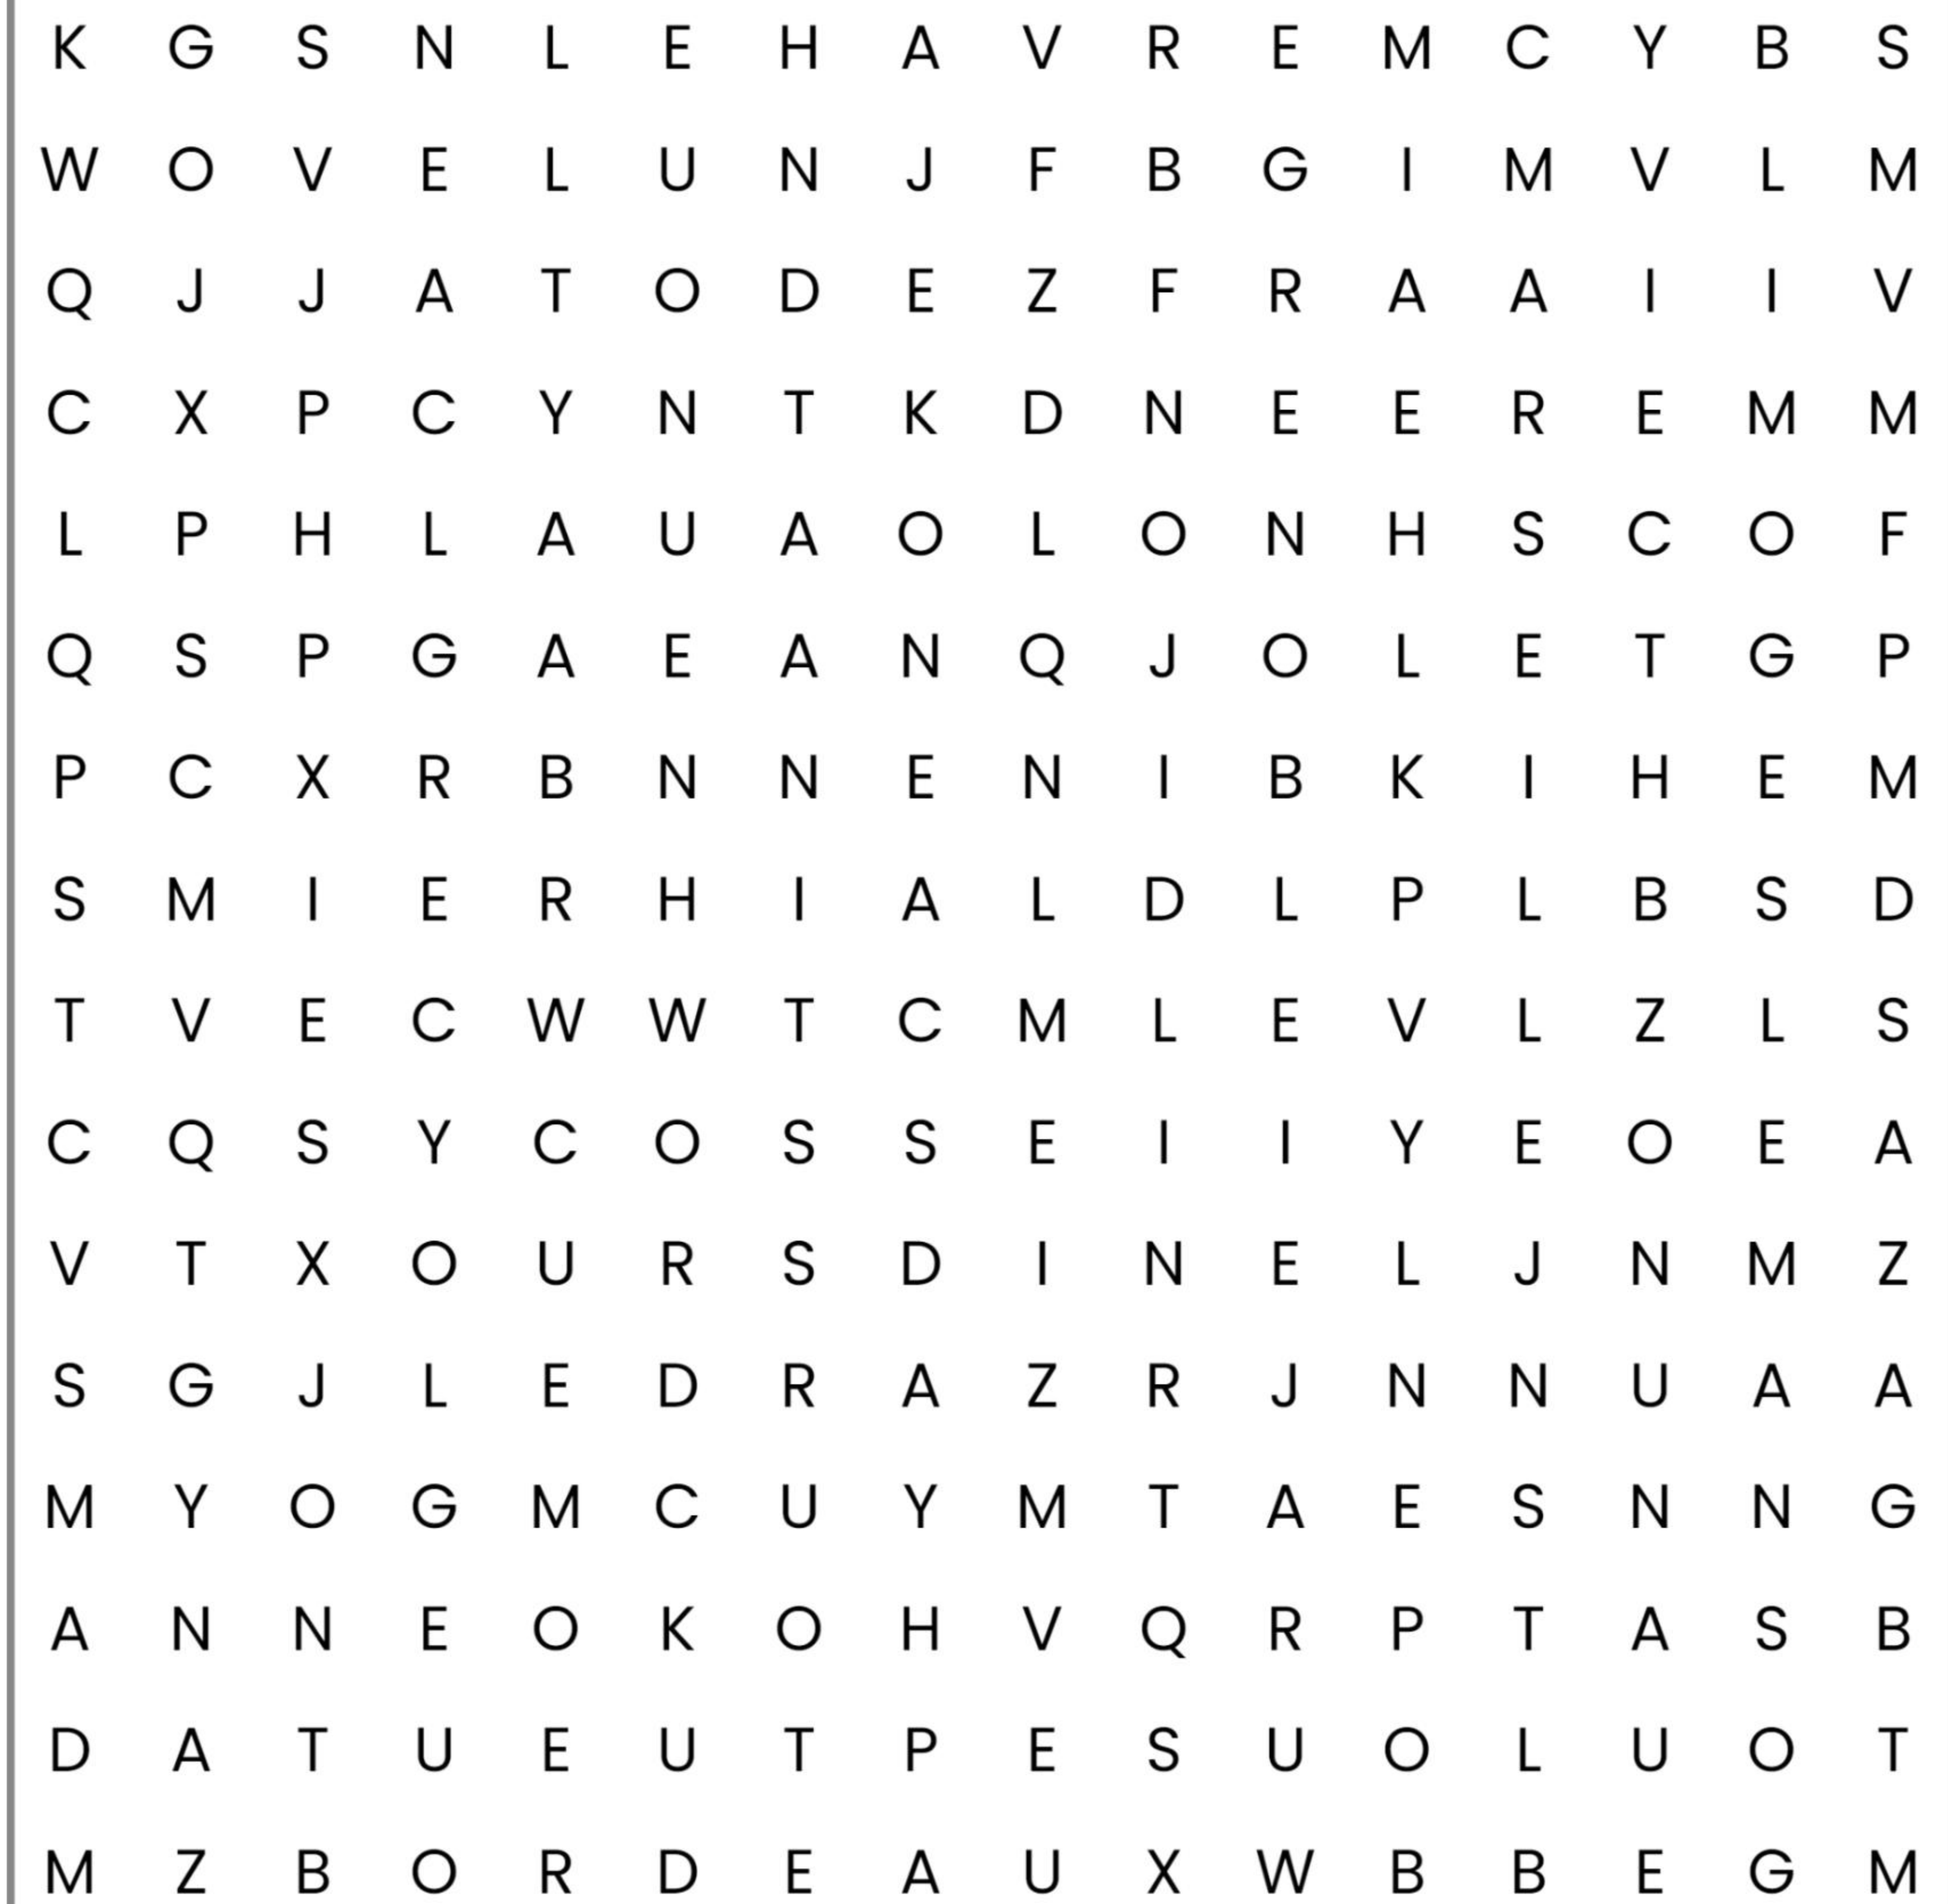 K G S N L E H A V R E M C Y B S
W O V E L U N J F B G I M V L M
Q J J A T O D E Z F R A A I I V
C X P C Y N T K D N E E R E M M
L P H L A U A O L O N H S C O F
Q S P G A E A N Q J O L E T G P
P C X R B N N E N I B K I H E M
S M I E R H I A L D L P L B S D
T V E C W W T C M L E V L Z L S
C Q S Y C O S S E I I Y E O E A
V T X O U R S D I N E L J N M Z
S G J L E D R A Z R J N N U A A
M Y O G M C U Y M T A E S N N G
A N N E O K O H V Q R P T A S B
D A T U E U T P E S U O L U O T
M Z B O R D E A U X W B B E G M